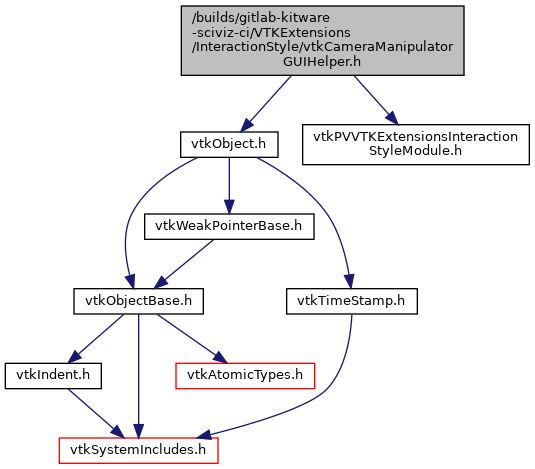 /builds/gitlab-kitware
-sciviz-ci/VTKExtensions
/InteractionStyle/vtkCameraManipulator
GUIHelper.h
vtkObject.h
vtkPVVTKExtensionsInteraction
StyleModule.h
vtkWeakPointerBase.h
vtkObjectBase.h
vtkTimeStamp.h
vtkIndent.h
vtkAtomicTypes.h
vtkSystemIncludes.h